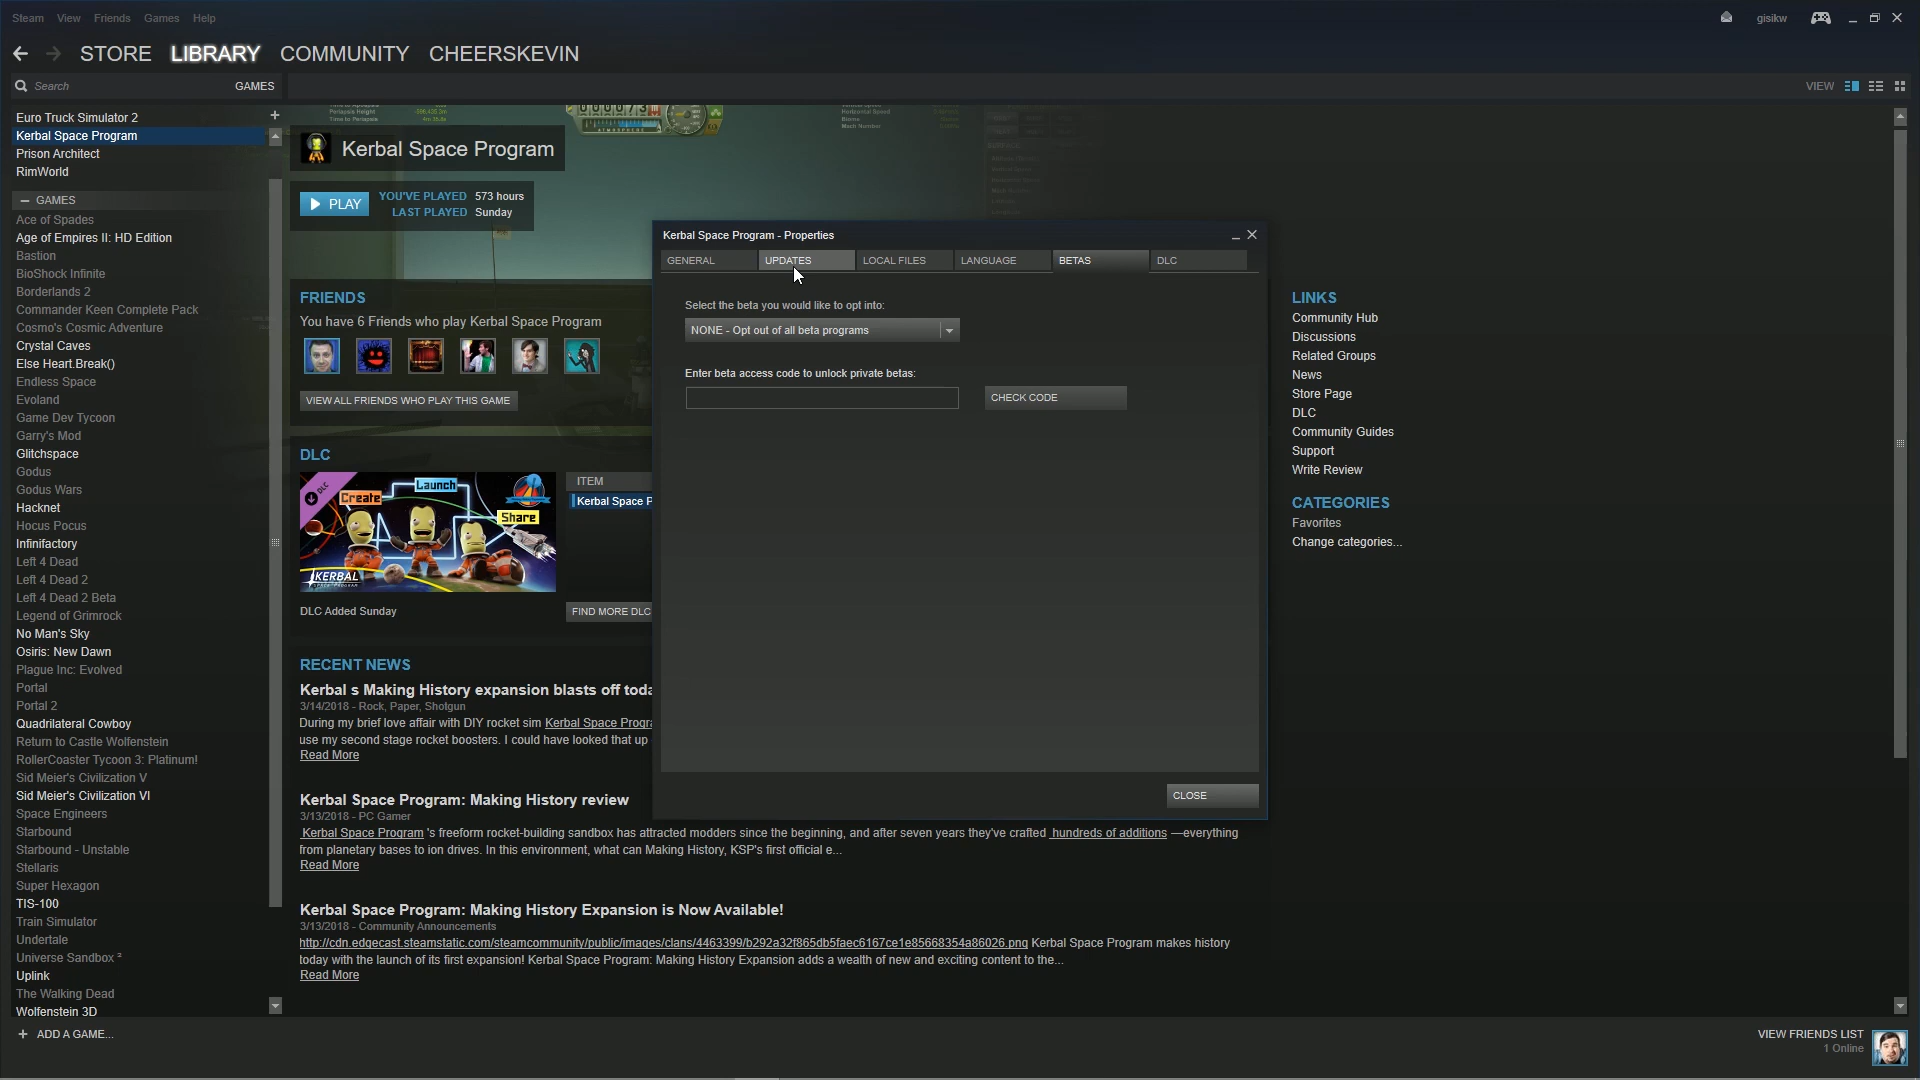 Steam View Friends Games Help
gisikw
STORE LIBRARY COMMUNITY CHEERSKEVIN
Search GAMES
VIEW
Euro Truck Simulator 2
Kerbal Space Program
Prison Architect
RimWorld
— GAMES
Ace of Spades
Age of Empires II: HD Edition
Bastion
BioShock Infinite
Borderlands 2
Commander Keen Complete Pack
Cosmo's Cosmic Adventure
Crystal Caves
Else Heart.Break()
Endless Space
Evoland
Game Dev Tycoon
Garry's Mod
Glitchspace
Godus
Godus Wars
Hacknet
Hocus Pocus
Infinifactory
Left 4 Dead
Left 4 Dead 2
Left 4 Dead 2 Beta
Legend of Grimrock
No Man's Sky
Osiris: New Dawn
Plague Inc: Evolved
Portal
Portal 2
Quadrilateral Cowboy
Return to Castle Wolfenstein
RollerCoaster Tycoon 3: Platinum!
Sid Meier's Civilization V
Sid Meier's Civilization VI
Space Engineers
Starbound
Starbound - Unstable
Stellaris
Super Hexagon
TIS-100
Train Simulator
Undertale
Universe Sandbox ²
Uplink
The Walking Dead
Wolfenstein 3D
+ ADD A GAME...
Kerbal Space Program
PLAY
YOU'VE PLAYED 573 hours
LAST PLAYED Sunday
FRIENDS
You have 6 Friends who play Kerbal Space Program
VIEW ALL FRIENDS WHO PLAY THIS GAME
DLC
DLC
Create
Launch
Share
KERBAL
ITEM
Kerbal Space P
DLC Added Sunday
FIND MORE DLC
RECENT NEWS
Kerbal s Making History expansion blasts off toda
3/14/2018 - Rock, Paper, Shotgun
During my brief love affair with DIY rocket sim Kerbal Space Progra
use my second stage rocket boosters. I could have looked that up
Read More
Kerbal Space Program: Making History review
3/13/2018 - PC Gamer
Kerbal Space Program 's freeform rocket-building sandbox has attracted modders since the beginning, and after seven years they've crafted hundreds of additions —everything
from planetary bases to ion drives. In this environment, what can Making History, KSP's first official e...
Read More
Kerbal Space Program: Making History Expansion is Now Available!
3/13/2018 - Community Announcements
http://cdn.edgecast.steamstatic.com/steamcommunity/public/images/clans/4463399/b292a32f865db5faec6167ce1e85668354a86026.png Kerbal Space Program makes history
today with the launch of its first expansion! Kerbal Space Program: Making History Expansion adds a wealth of new and exciting content to the...
Read More
Kerbal Space Program - Properties
GENERAL UPDATES LOCAL FILES LANGUAGE BETAS DLC
Select the beta you would like to opt into:
NONE - Opt out of all beta programs
Enter beta access code to unlock private betas:
CHECK CODE
CLOSE
LINKS
Community Hub
Discussions
Related Groups
News
Store Page
DLC
Community Guides
Support
Write Review
CATEGORIES
Favorites
Change categories...
VIEW FRIENDS LIST
1 Online